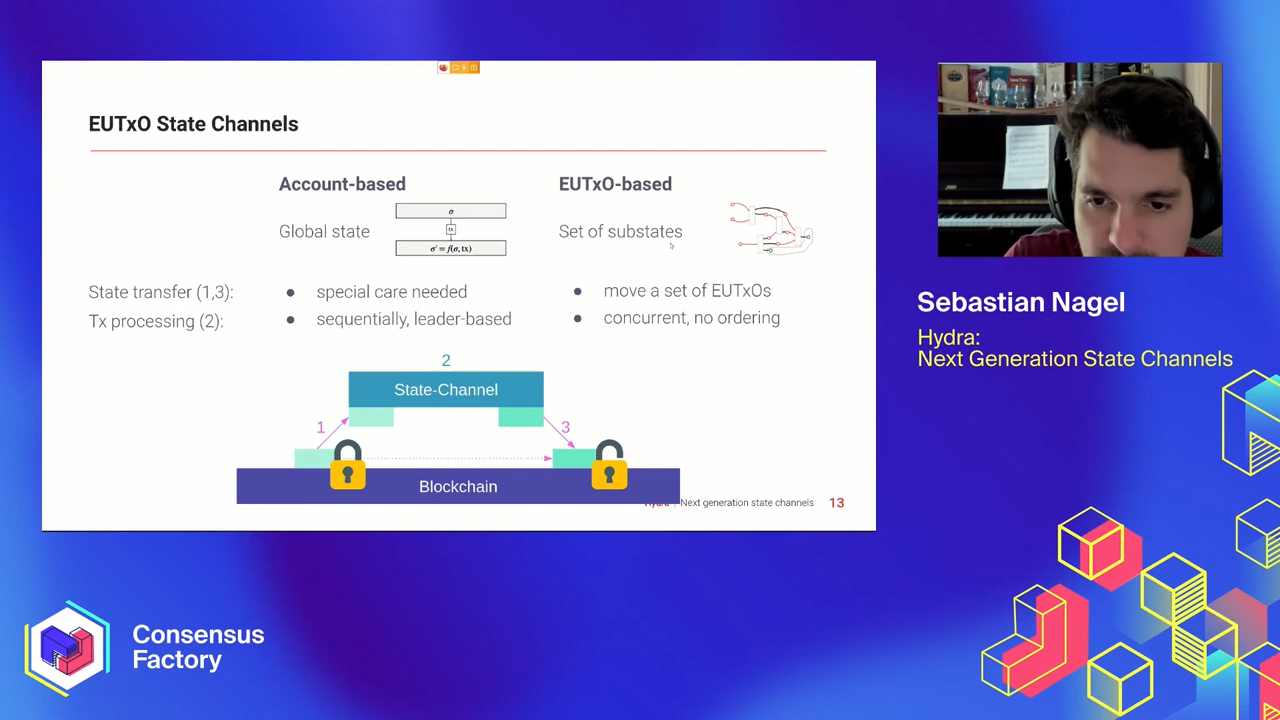 EUTxO State Channels
Account-based
EUTxO-based
Global state
σ
tx
σ' = f(σ, tx)
Set of substates
State transfer (1,3):
● special care needed
● move a set of EUTxOs
Tx processing (2):
● sequentially, leader-based
● concurrent, no ordering
2
State-Channel
1
3
Blockchain
Hydra | Next generation state channels 13
Sebastian Nagel
Hydra:
Next Generation State Channels
Consensus
Factory